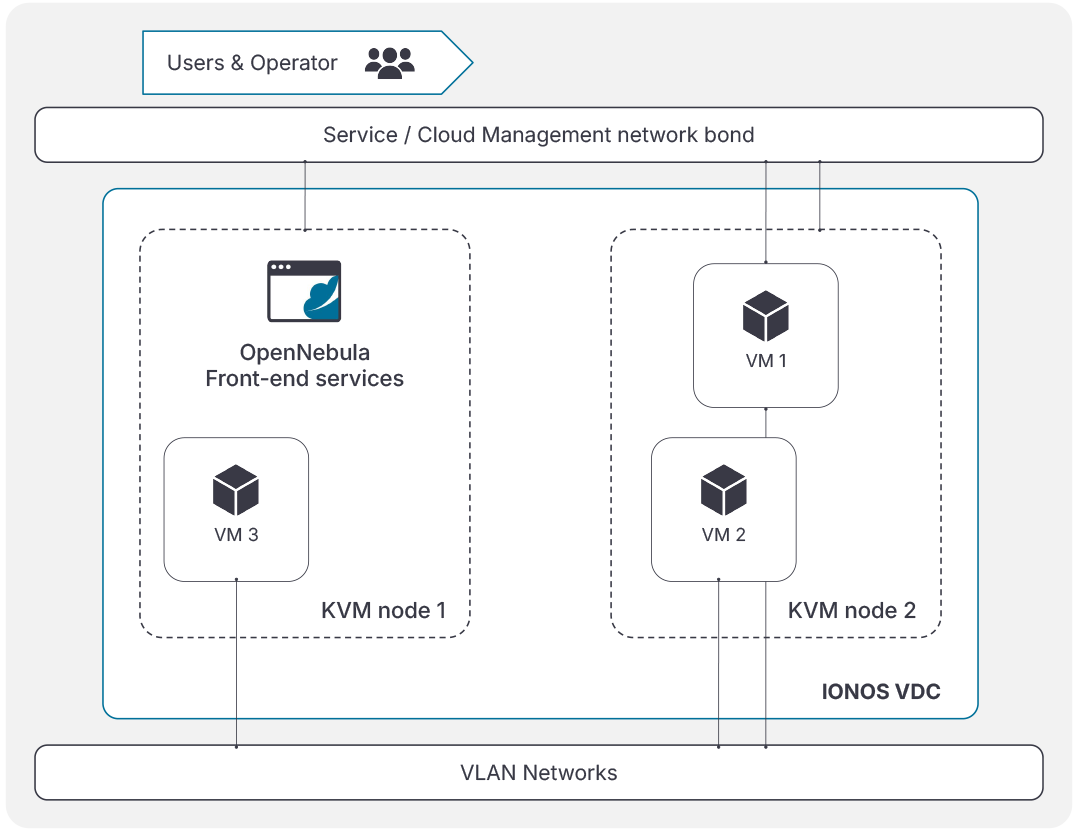 Users & Operator
Service / Cloud Management network bond
OpenNebula
Front-end services
VM 1
VM 3
VM 2
KVM node 1
KVM node 2
IONOS VDC
VLAN Networks